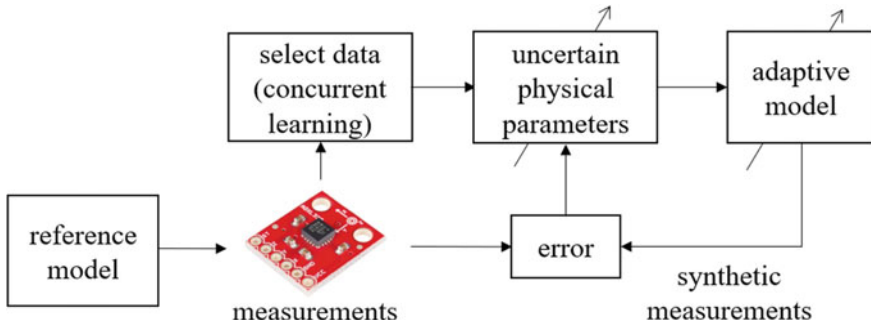 select data
(concurrent
learning)
uncertain
physical
parameters
adaptive
model
reference
model
error
measurements
synthetic
measurements